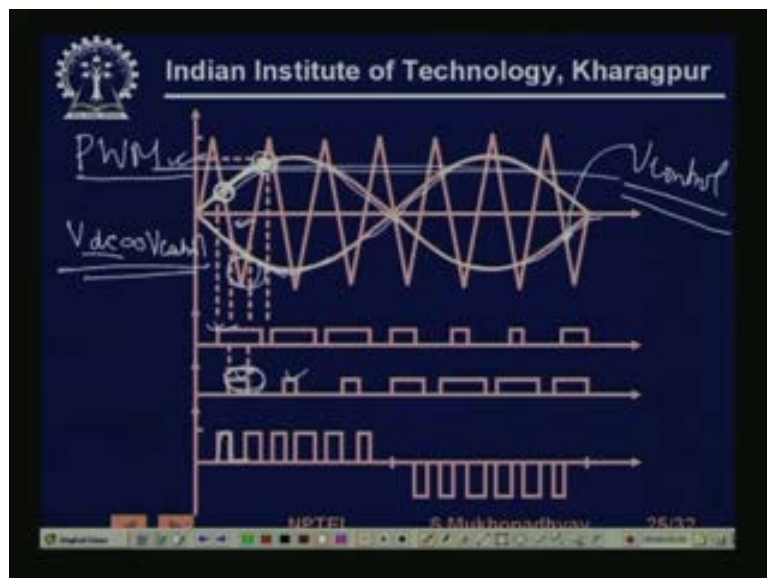 Indian Institute of Technology, Kharagpur
PWM
Vcontrol
Vdc ∞ Vcontrol
NPTEL S.Mukhopadhyay 25/32